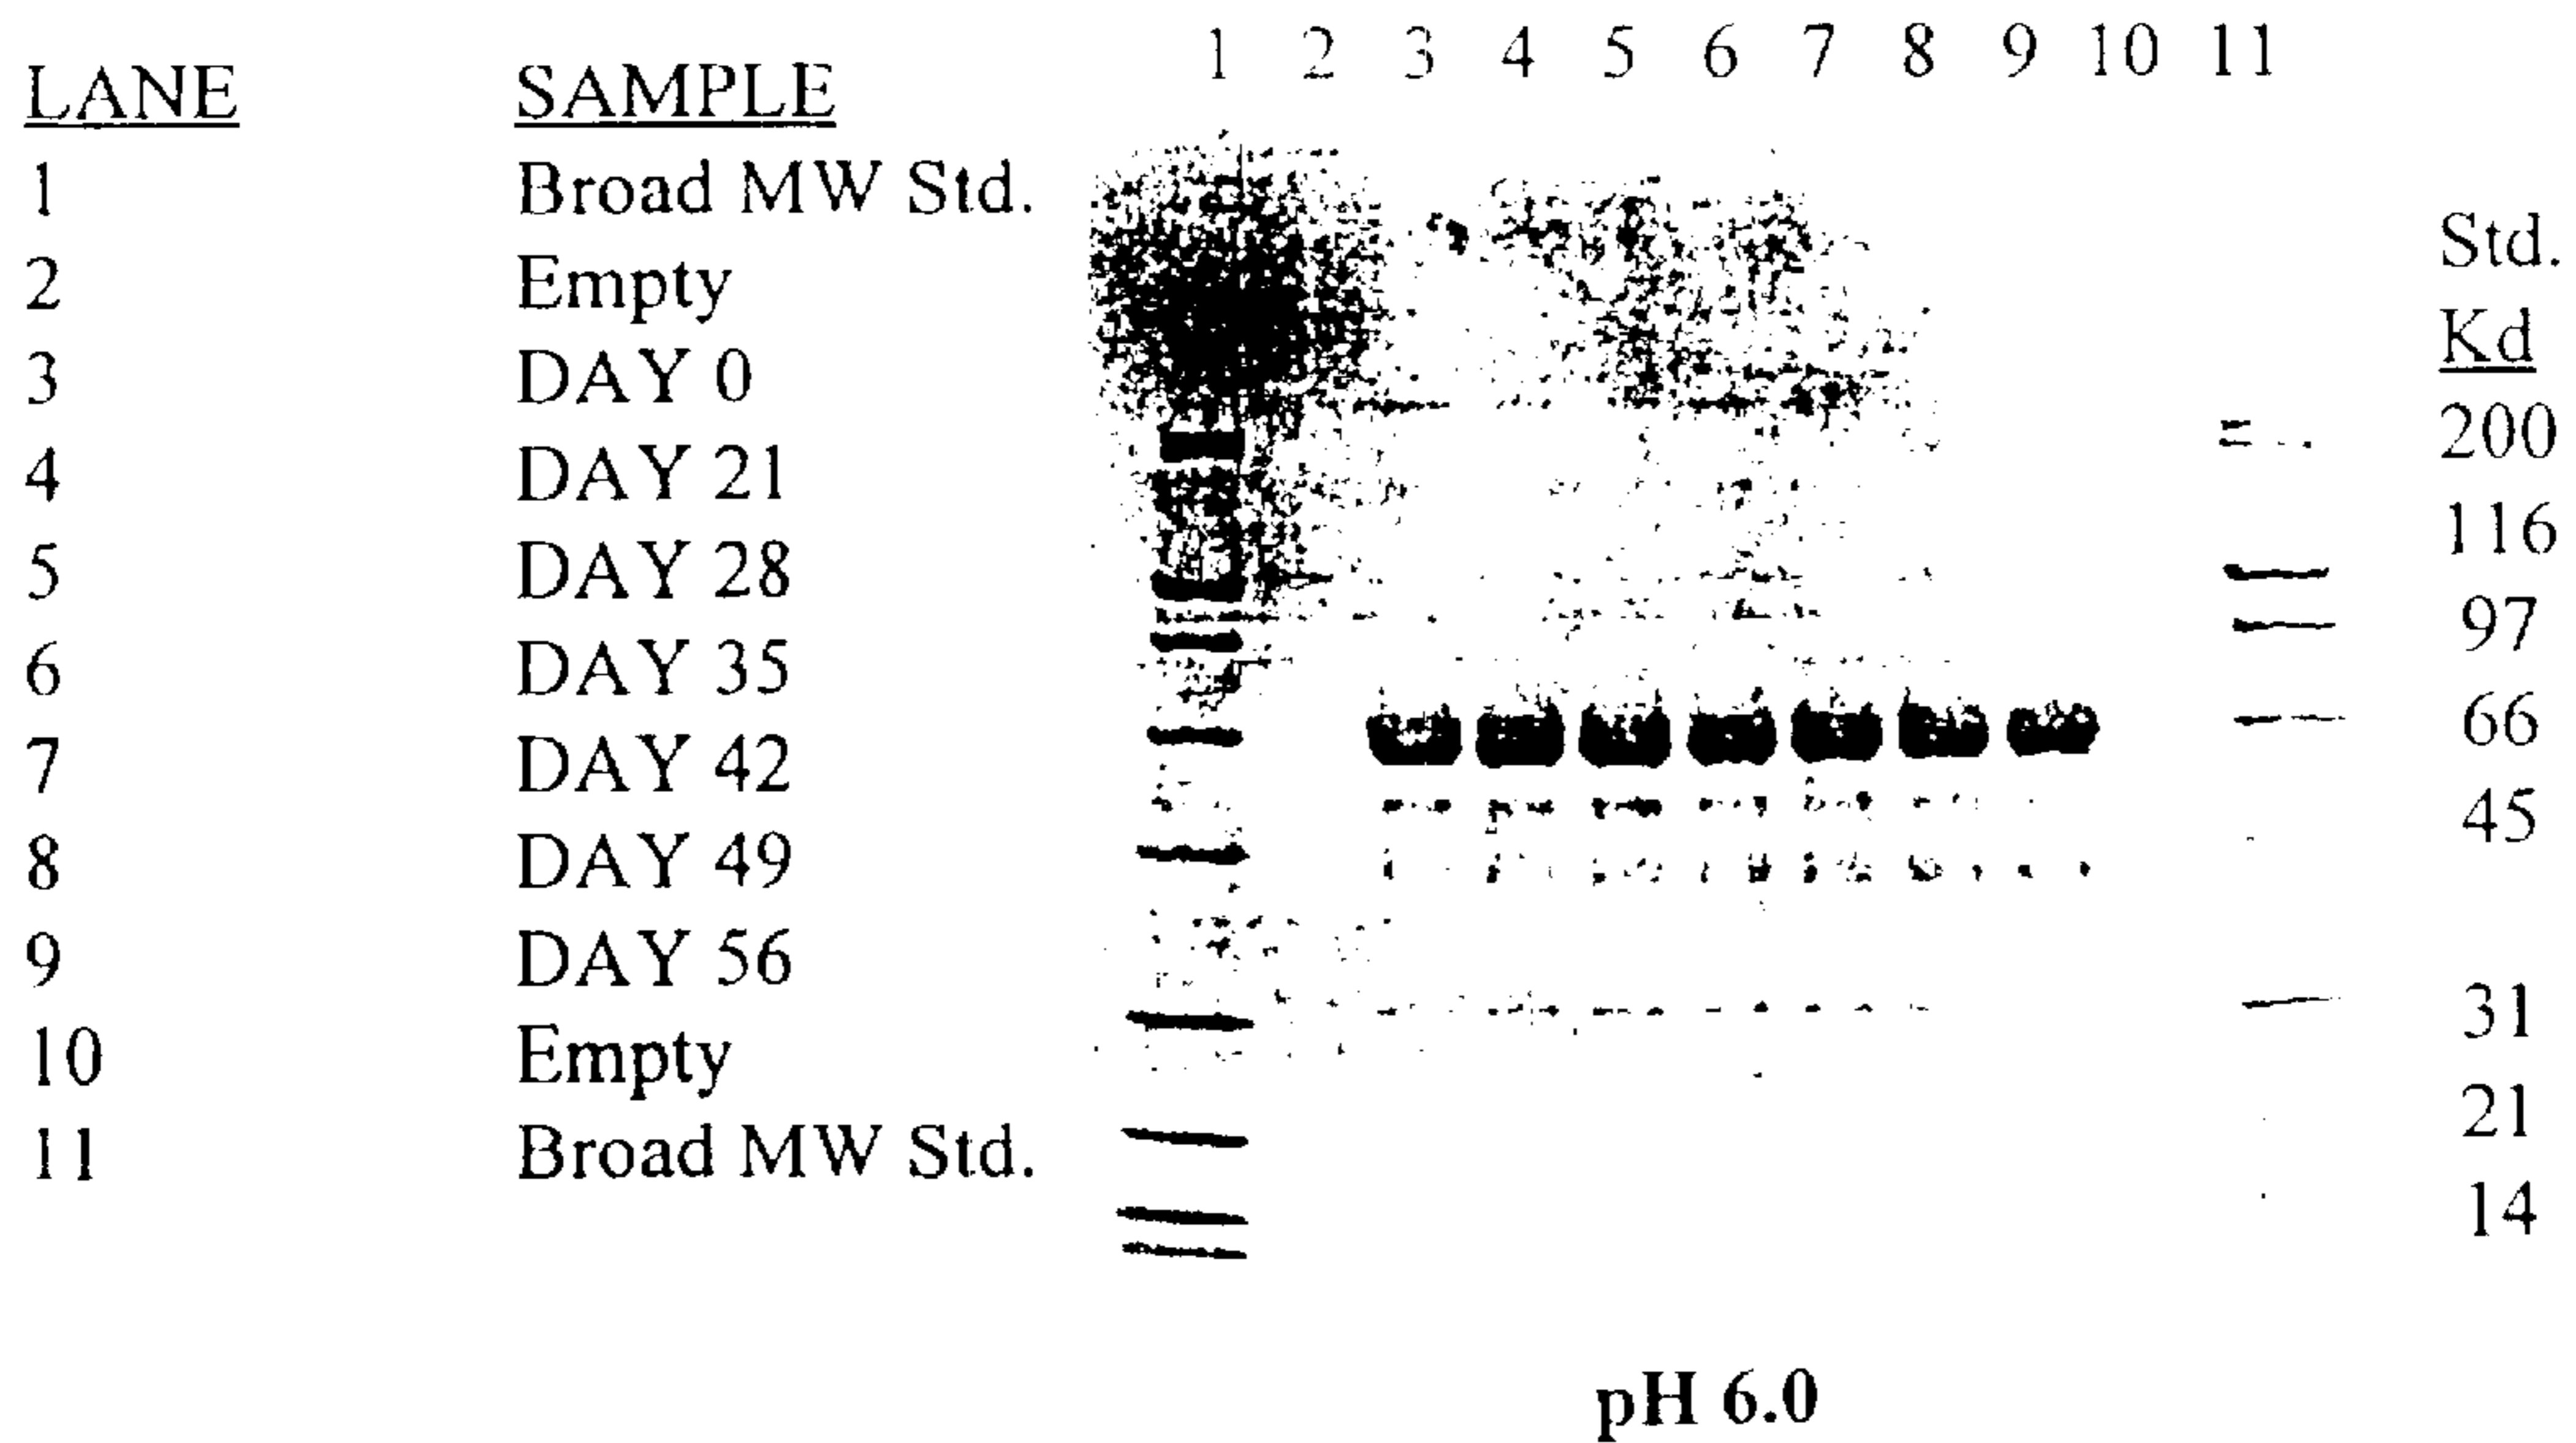 LANE SAMPLE
1 Broad MW Std.
2 Empty
3 DAY 0
4 DAY 21
5 DAY 28
6 DAY 35
7 DAY 42
8 DAY 49
9 DAY 56
10 Empty
11 Broad MW Std.
1 2 3 4 5 6 7 8 9 10 11
Std.
Kd
200
116
97
66
45
31
21
14
pH 6.0